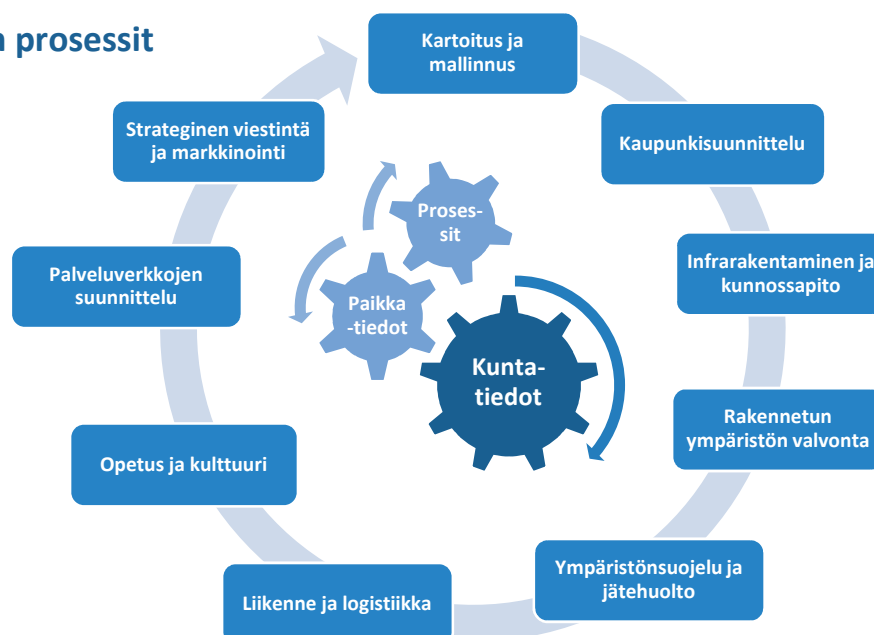 prosessit
Kartoitus ja
mallinnus
Kaupunkisuunnittelu
Infrarakentaminen ja
kunnossapito
Rakennetun
ympäristön valvonta
Ympäristönsuojelu ja
jätehuolto
Liikenne ja logistiikka
Opetus ja kulttuuri
Palveluverkkojen
suunnittelu
Strateginen viestintä
ja markkinointi
Proses-
sit
Paikka
-tiedot
Kunta-
tiedot